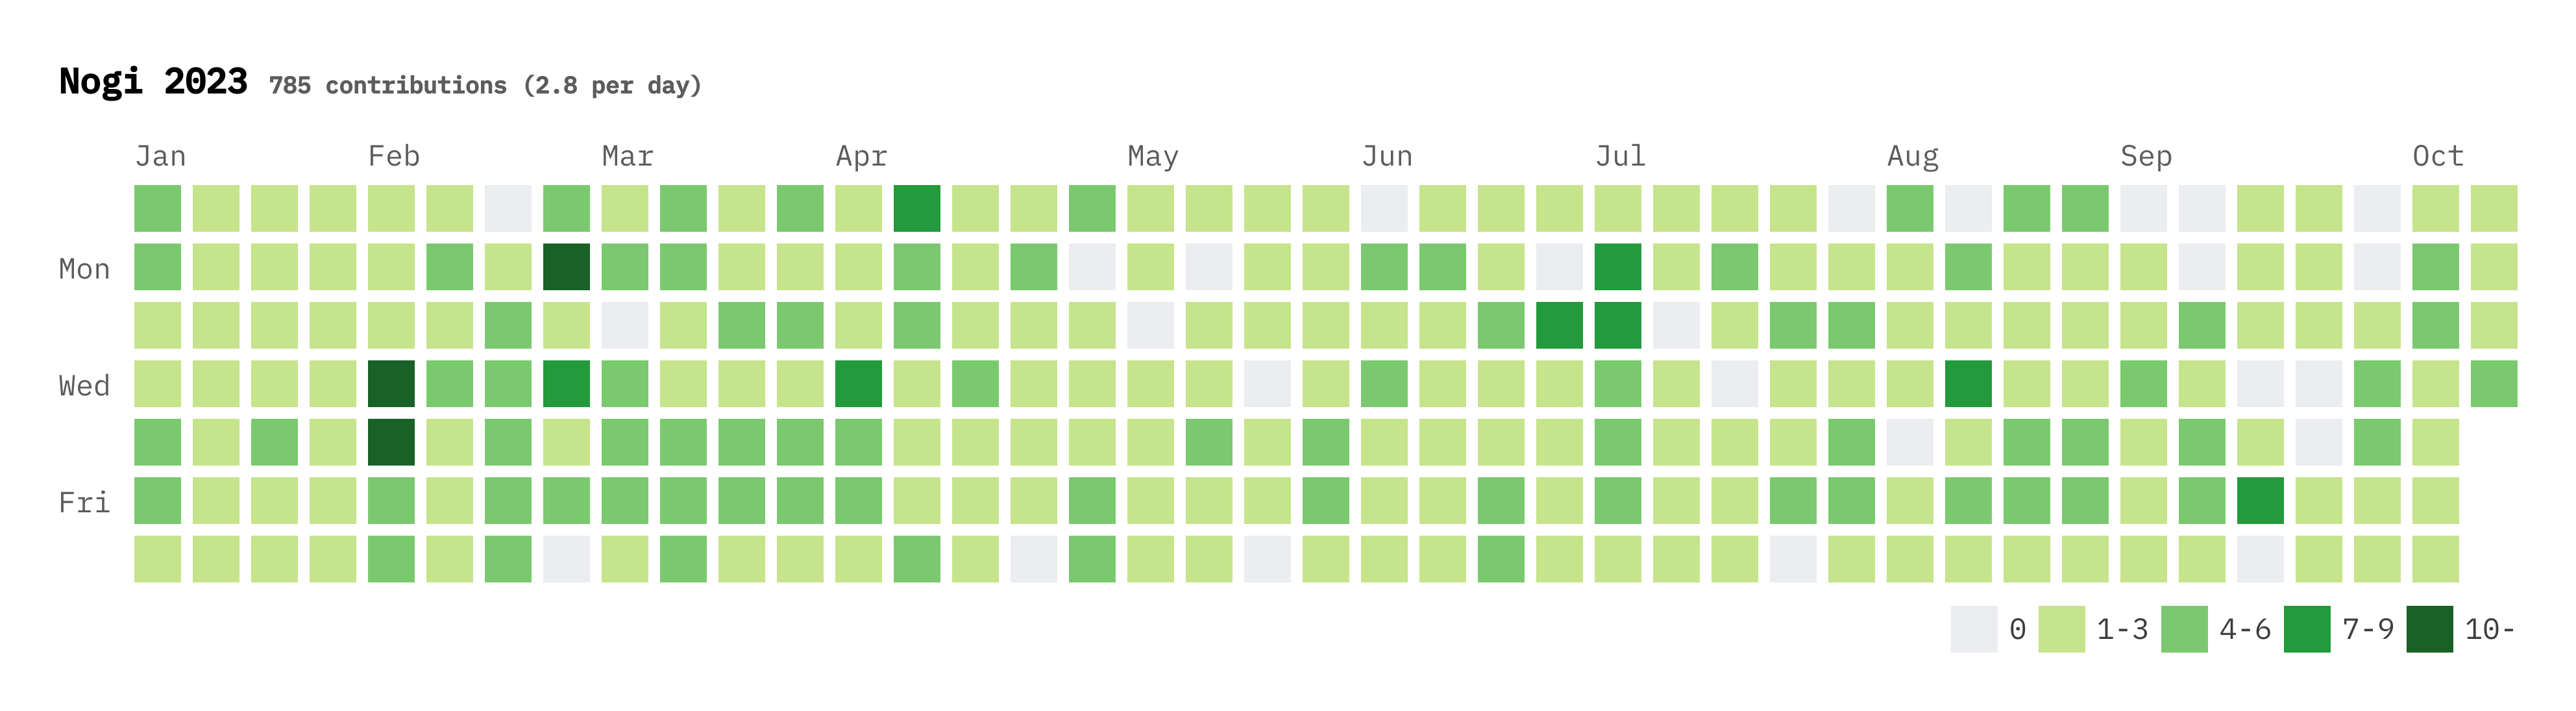 Nogi 2023 785 contributions (2.8 per day)
Jan Feb Mar Apr May Jun Jul Aug Sep Oct
Mon
Wed
Fri
0 1-3 4-6 7-9 10-